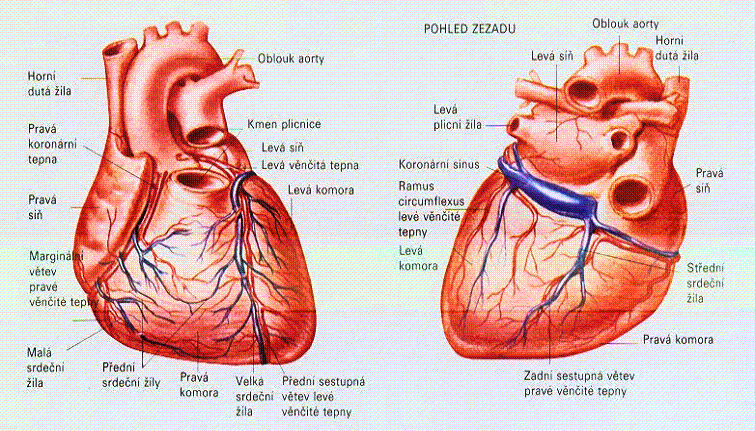 Oblouk aorty
Horní
dutá žíla
Kmen plicnice
Pravá
koronární
tepna
Levá síň
Levá věnčitá tepna
Levá komora
Pravá
síň
Marginální
větev
pravé
věnčité tepny
Malá
srdeční
žíla
Přední
srdeční žíly
Pravá
komora
Velká
srdeční
žíla
Přední sestupná
větev levé
věnčité tepny
POHLED ZEZADU
Oblouk aorty
Horní
dutá žíla
Levá síň
Levá
plicní žíla
Koronární sinus
Pravá
síň
Ramus
circumflexus
levé věnčité
tepny
Levá
komora
Střední
srdeční
žíla
Pravá komora
Zadní sestupná větev
pravé věnčité tepny